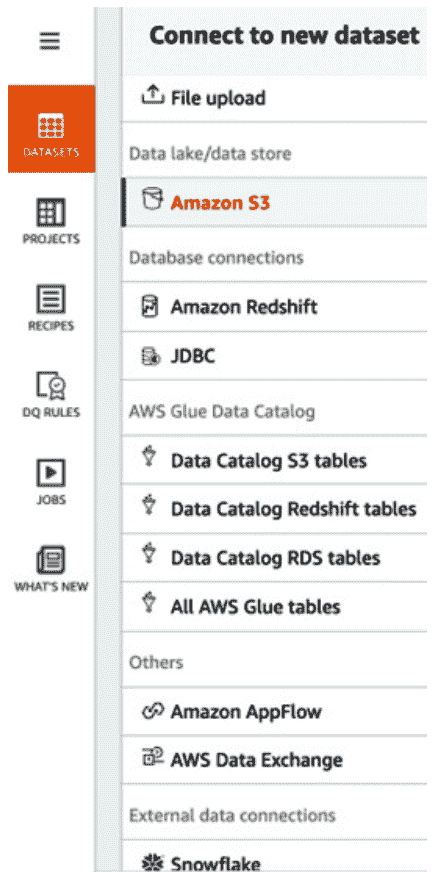 Connect to new dataset
File upload
DATASETS
Data lake/data store
Amazon S3
PROJECTS
Database connections
Amazon Redshift
RECIPES
JDBC
DQ RULES
AWS Glue Data Catalog
Data Catalog S3 tables
JOBS
Data Catalog Redshift tables
Data Catalog RDS tables
WHAT'S NEW
All AWS Glue tables
Others
Amazon AppFlow
AWS Data Exchange
External data connections
Snowflake